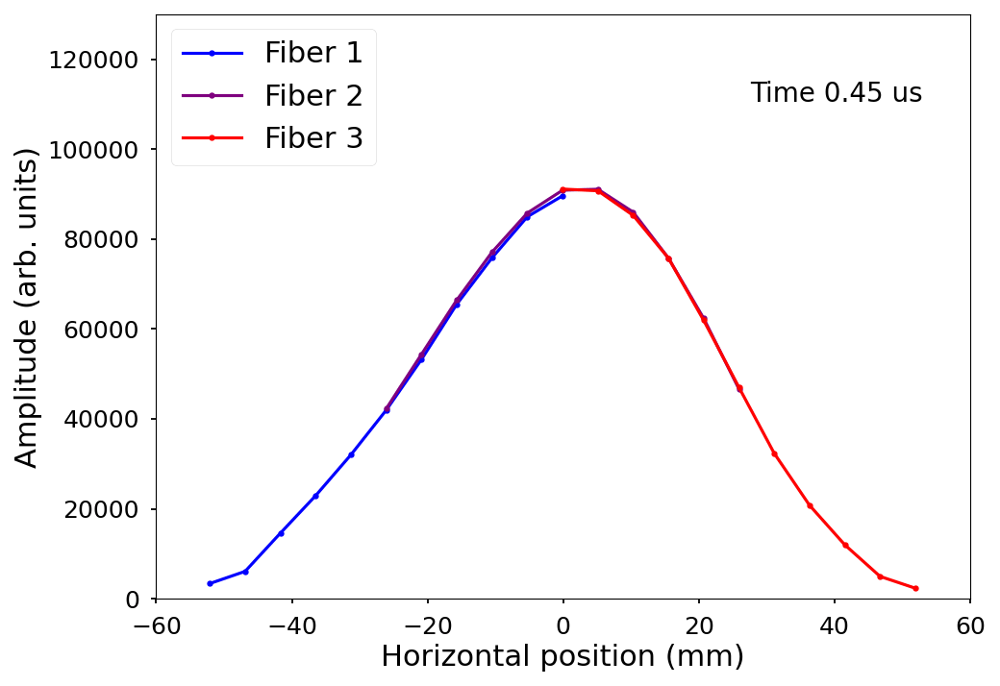 Fiber 1
Fiber 2
Fiber 3
Time 0.45 us
120000
100000
80000
60000
40000
20000
0
Amplitude (arb. units)
−60 −40 −20 0 20 40 60
Horizontal position (mm)